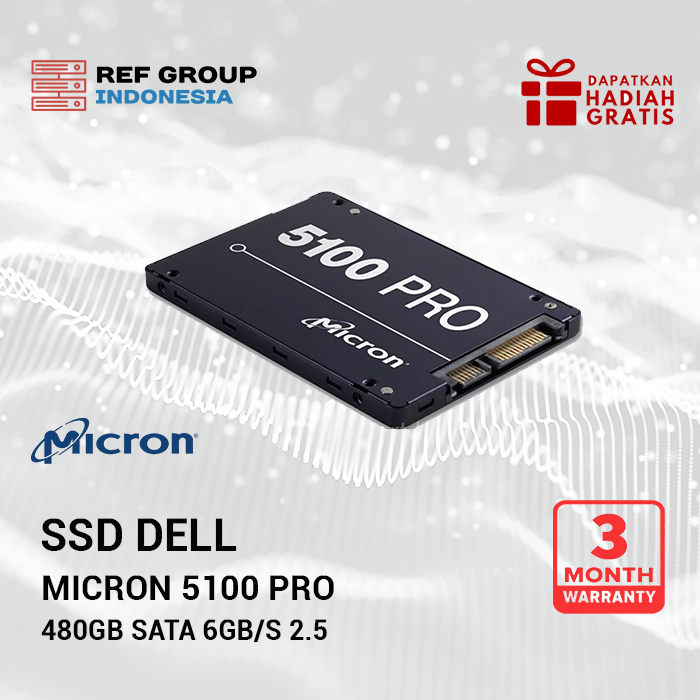 REF GROUP
INDONESIA
DAPATKAN
HADIAH
GRATIS
5100 PRO
Micron
Micron
SSD DELL
MICRON 5100 PRO
480GB SATA 6GB/S 2.5
3
MONTH
WARRANTY